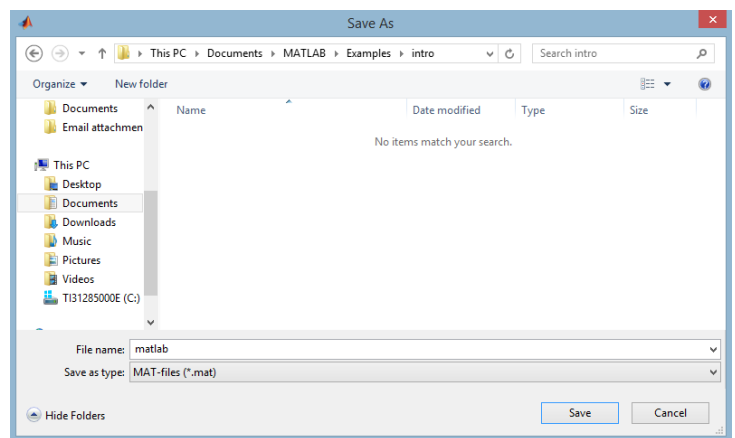 Save As
This PC Documents MATLAB Examples intro Search intro
Organize New folder
Name Date modified Type Size
No items match your search.
Documents
Email attachmen
This PC
Desktop
Documents
Downloads
Music
Pictures
Videos
TI31285000E (C:)
File name: matlab
Save as type: MAT-files (*.mat)
Hide Folders Save Cancel